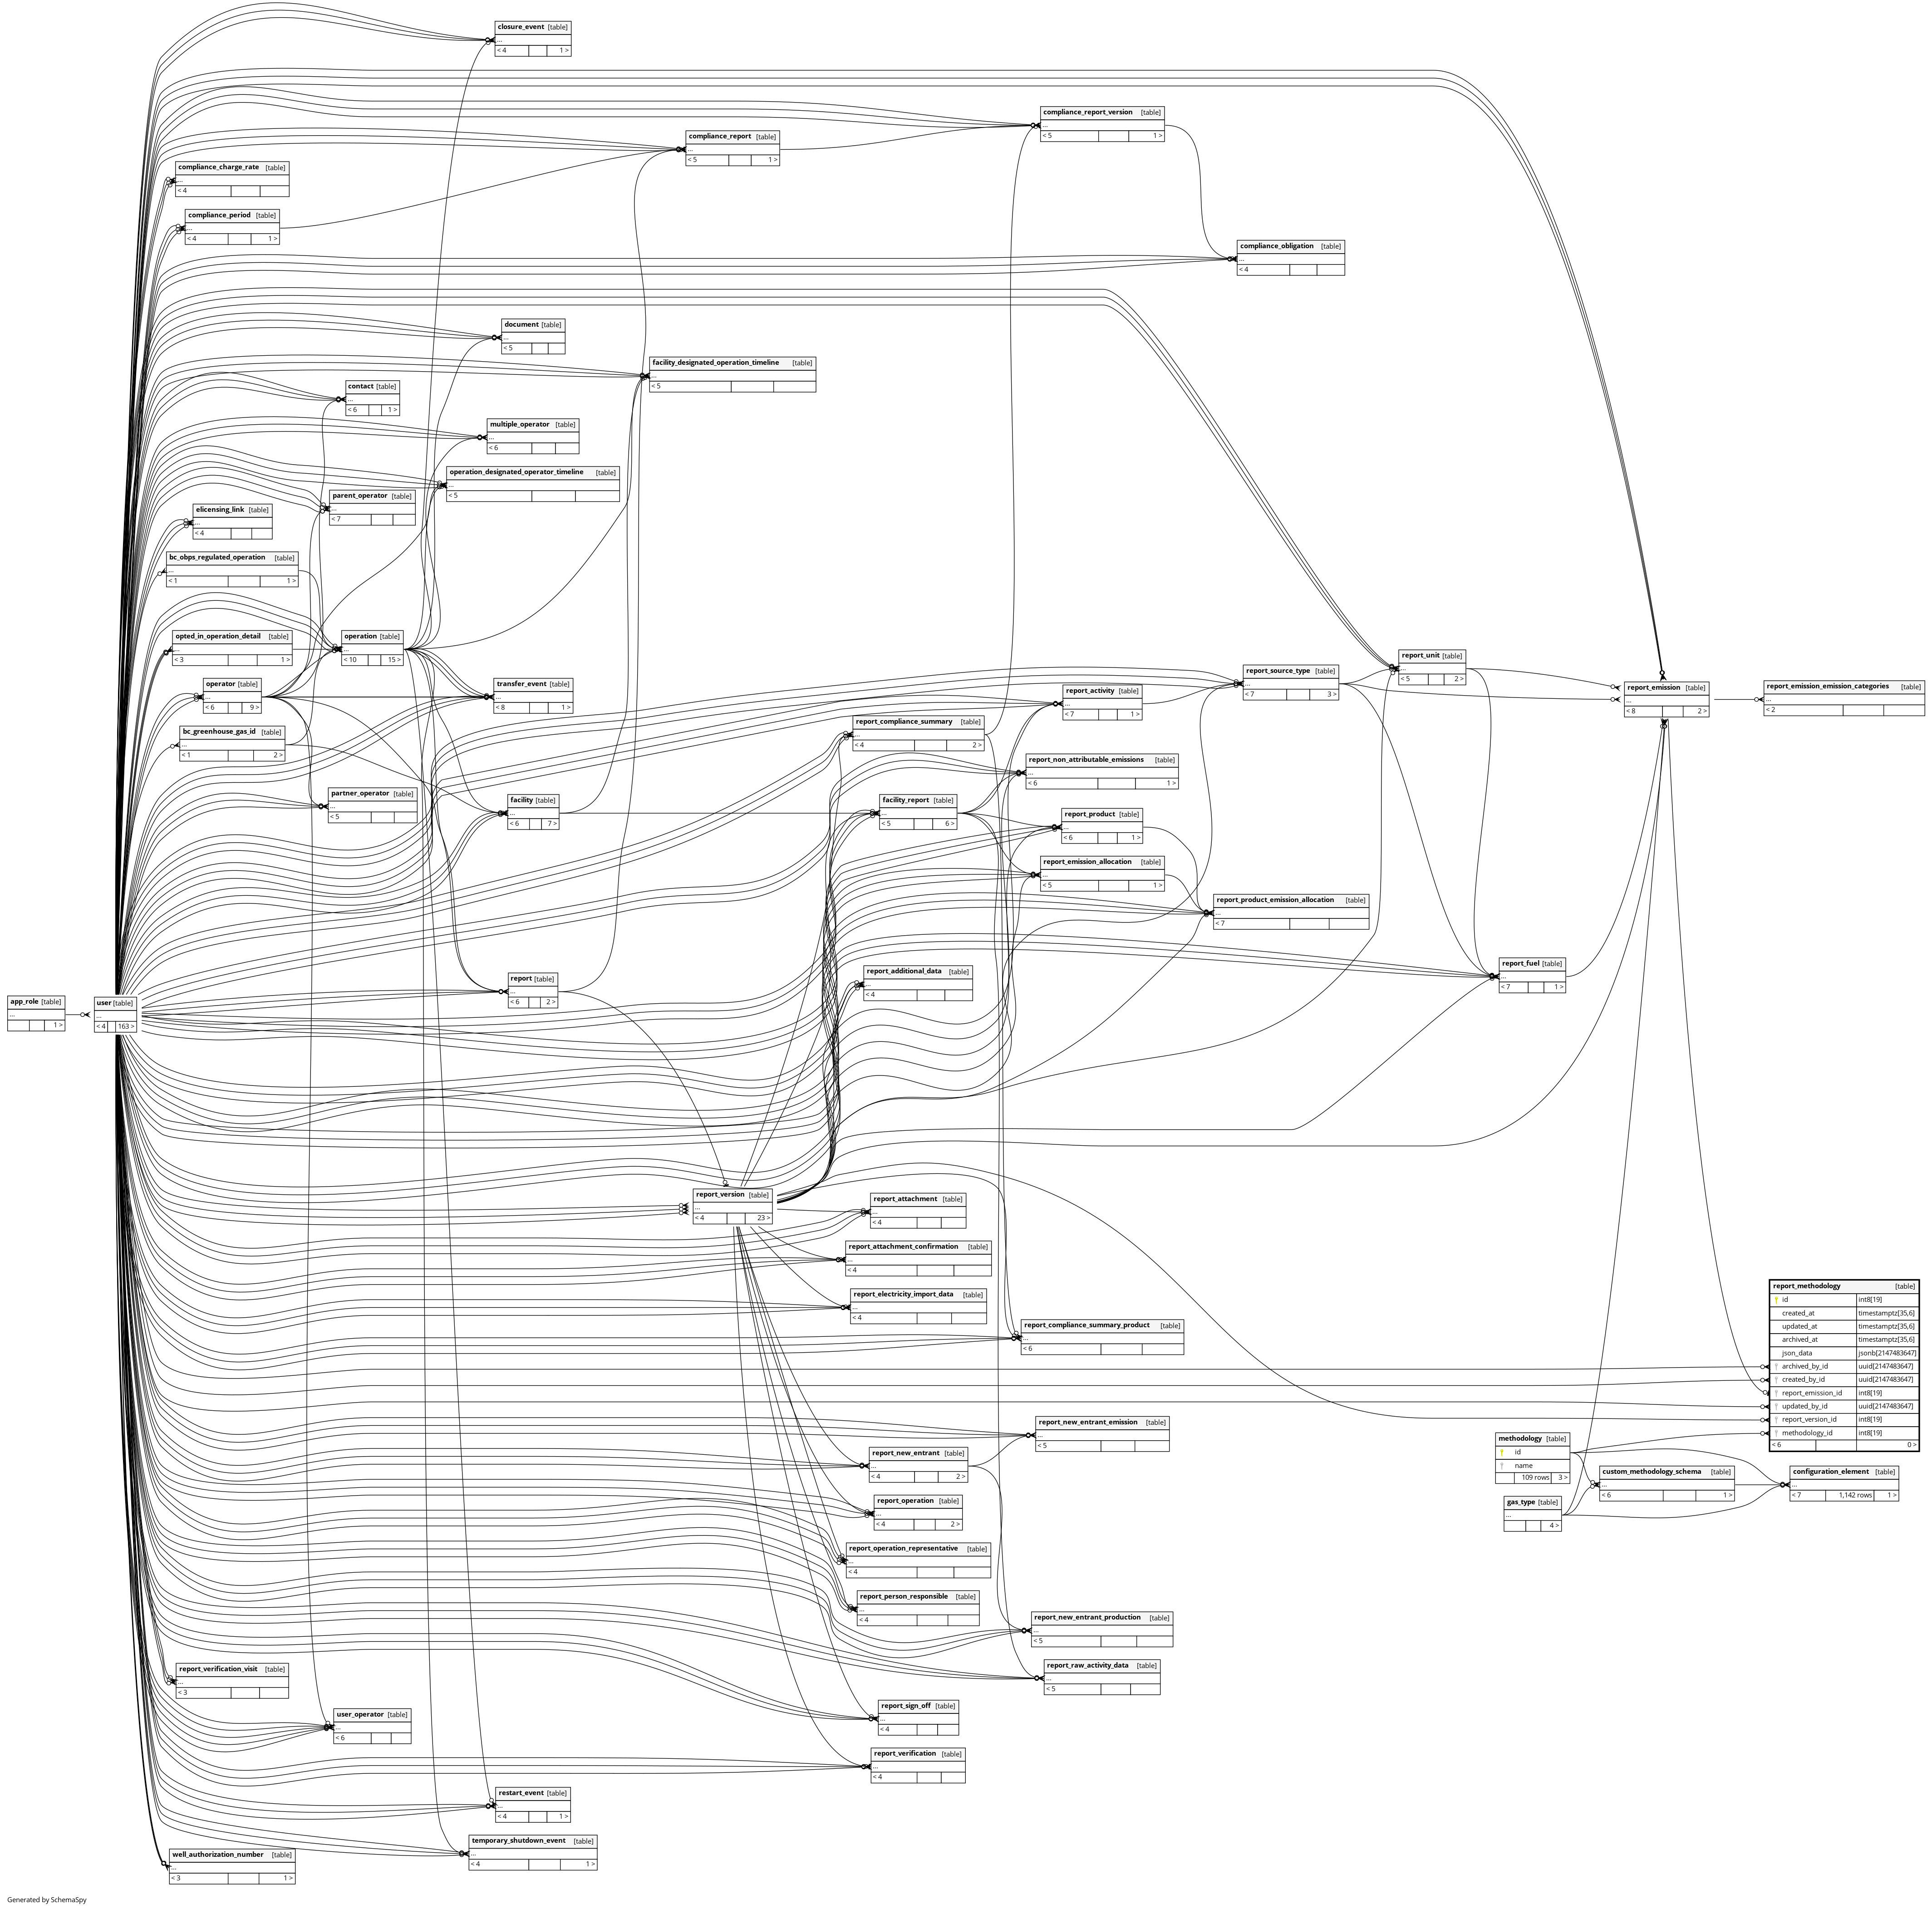 closure_event [table]
...
< 4 1 >
compliance_report_version [table]
...
< 5 1 >
compliance_report [table]
...
< 5 1 >
compliance_charge_rate [table]
...
< 4
compliance_period [table]
...
< 4 1 >
compliance_obligation [table]
...
< 4
document [table]
...
< 5
facility_designated_operation_timeline [table]
...
< 5
contact [table]
...
< 6 1 >
multiple_operator [table]
...
< 6
operation_designated_operator_timeline [table]
...
< 5
parent_operator [table]
...
< 7
elicensing_link [table]
...
< 4
bc_obps_regulated_operation [table]
...
< 1 1 >
opted_in_operation_detail [table]
...
< 3 1 >
operation [table]
...
< 10 15 >
report_unit [table]
...
< 5 2 >
report_source_type [table]
...
< 7 3 >
operator [table]
...
< 6 9 >
transfer_event [table]
...
< 8 1 >
report_activity [table]
...
< 7 1 >
report_emission [table]
...
< 8 2 >
report_emission_emission_categories [table]
...
< 2
report_compliance_summary [table]
...
< 4 2 >
bc_greenhouse_gas_id [table]
...
< 1 2 >
report_non_attributable_emissions [table]
...
< 6 1 >
partner_operator [table]
...
< 5
facility [table]
...
< 6 7 >
facility_report [table]
...
< 5 6 >
report_product [table]
...
< 6 1 >
report_emission_allocation [table]
...
< 5 1 >
report_product_emission_allocation [table]
...
< 7
report_fuel [table]
...
< 7 1 >
report_additional_data [table]
...
< 4
report [table]
...
< 6 2 >
app_role [table]
...
1 >
user [table]
...
< 4 163 >
report_version [table]
...
< 4 23 >
report_attachment [table]
...
< 4
report_attachment_confirmation [table]
...
< 4
report_electricity_import_data [table]
...
< 4
report_compliance_summary_product [table]
...
< 6
report_methodology [table]
id int8[19]
created_at timestamptz[35,6]
updated_at timestamptz[35,6]
archived_at timestamptz[35,6]
json_data jsonb[2147483647]
archived_by_id uuid[2147483647]
created_by_id uuid[2147483647]
report_emission_id int8[19]
updated_by_id uuid[2147483647]
report_version_id int8[19]
methodology_id int8[19]
< 6 0 >
report_new_entrant_emission [table]
...
< 5
methodology [table]
id
name
109 rows 3 >
report_new_entrant [table]
...
< 4 2 >
custom_methodology_schema [table]
...
< 6 1 >
configuration_element [table]
...
< 7 1,142 rows 1 >
gas_type [table]
...
4 >
report_operation [table]
...
< 4 2 >
report_operation_representative [table]
...
< 4
report_person_responsible [table]
...
< 4
report_new_entrant_production [table]
...
< 5
report_raw_activity_data [table]
...
< 5
report_verification_visit [table]
...
< 3
report_sign_off [table]
...
< 4
user_operator [table]
...
< 6
report_verification [table]
...
< 4
restart_event [table]
...
< 4 1 >
temporary_shutdown_event [table]
...
< 4 1 >
well_authorization_number [table]
...
< 3 1 >
Generated by SchemaSpy